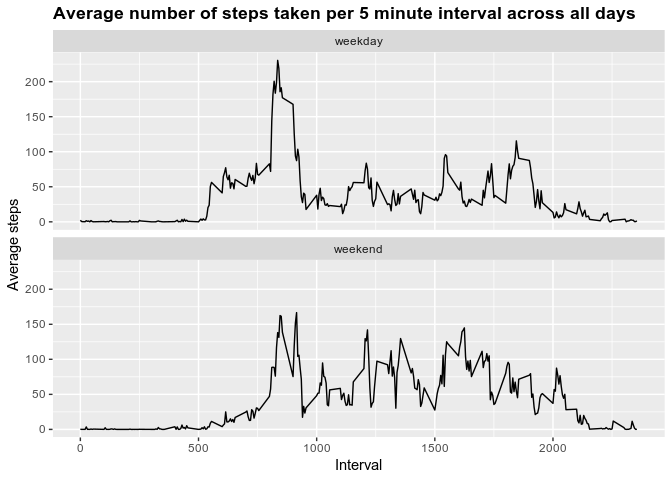 Average number of steps taken per 5 minute interval across all days
weekday
200
150
100
50
0
Average steps
weekend
200
150
100
50
0
0 500 1000 1500 2000
Interval